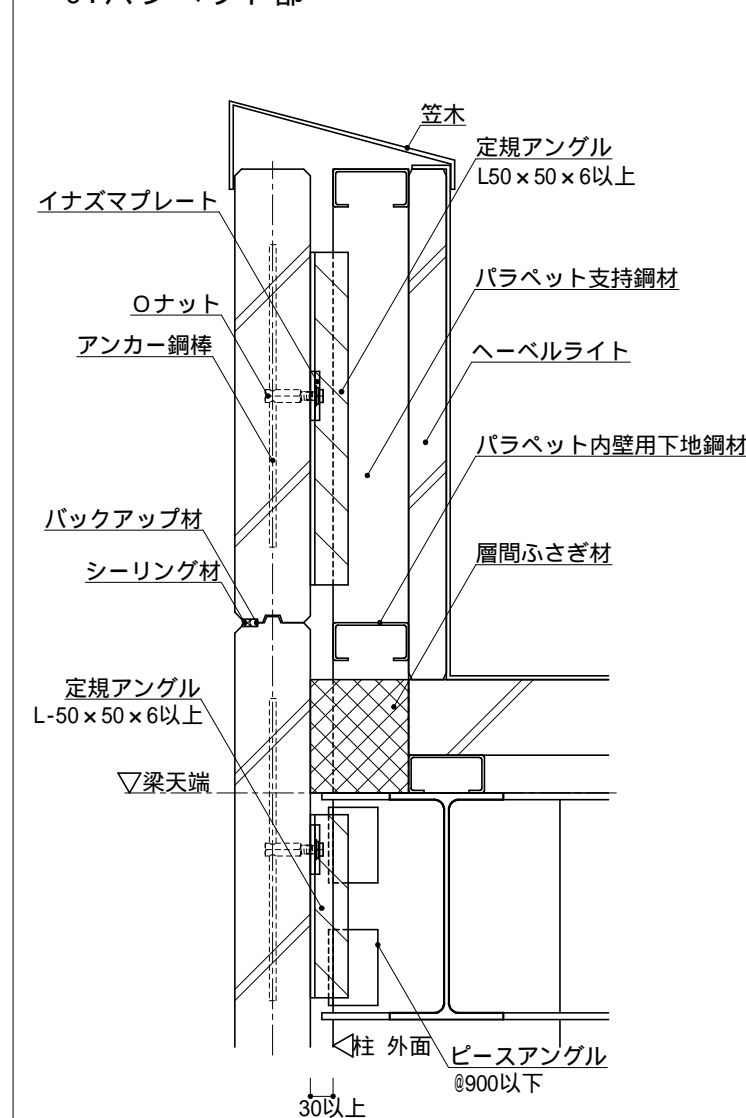 笠木
定規アングル
L50×50×6以上
イナズマプレート
パラペット支持鋼材
Oナット
アンカー鋼棒
ヘーベルライト
パラペット内壁用下地鋼材
バックアップ材
層間ふさぎ材
シーリング材
定規アングル
L-50×50×6以上
▽梁天端
◁柱 外面
ピースアングル
@900以下
30以上